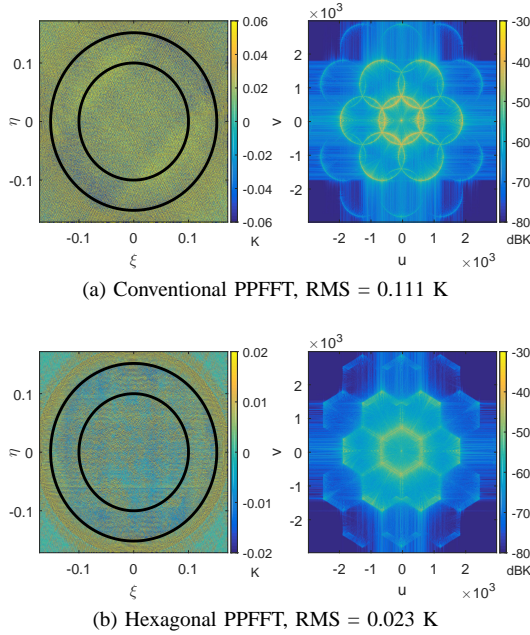 0.1
0
-0.1
η
-0.1 0 0.1
ξ
0.06
0.04
0.02
0
-0.02
-0.04
-0.06
K
×10³
2
1
0
-1
-2
v
-2 -1 0 1 2
u
×10³
-30
-40
-50
-60
-70
-80
dBK
(a) Conventional PPFFT, RMS = 0.111 K
0.1
0
-0.1
η
-0.1 0 0.1
ξ
0.02
0.01
0
-0.01
-0.02
K
×10³
2
1
0
-1
-2
v
-2 -1 0 1 2
u
×10³
-30
-40
-50
-60
-70
-80
dBK
(b) Hexagonal PPFFT, RMS = 0.023 K